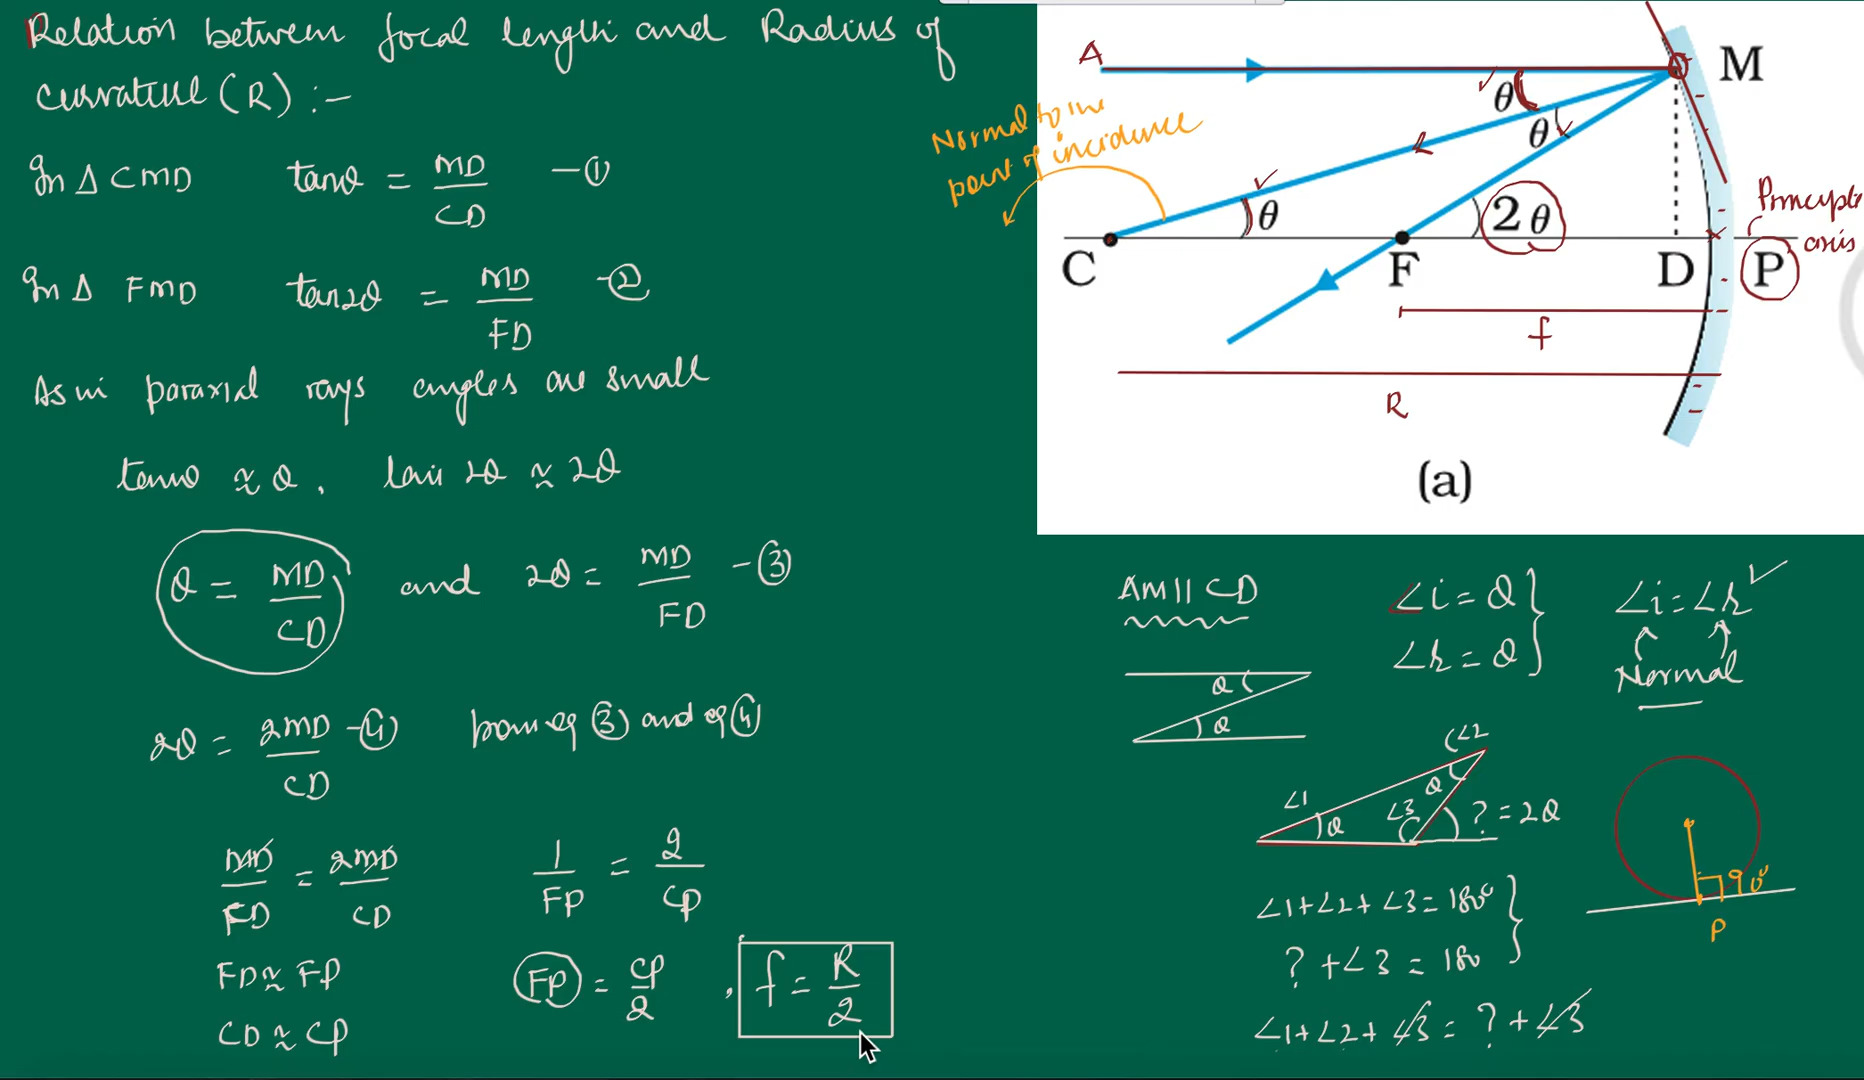 Relation between focal length and Radius of
curvature (R) :-
In Δ CMD tanθ = MD/CD -①
In Δ FMD tan2θ = MD/FD -②
As in paraxial rays angles are small
tanθ ≈ θ, tan 2θ ≈ 2θ
θ = MD/CD and 2θ = MD/FD -③
2θ = 2MD/CD -④ from eq ③ and eq ④
MD/FD = 2MD/CD 1/FP = 2/CP
FD ≈ FP FP = CP/2, f = R/2
CD ≈ CP
A M
Normal to the
point of incidence
θ
θ
θ 2θ
Principle
axis
C F D P
f
R
(a)
AM || CD ∠i = θ ∠i = ∠r
∠r = θ
Normal
θ
θ
∠2
∠1 θ
θ ∠3 ? = 2θ
90°
P
∠1+∠2+∠3 = 180°
? +∠3 = 180
∠1+∠2+∠3 = ? +∠3